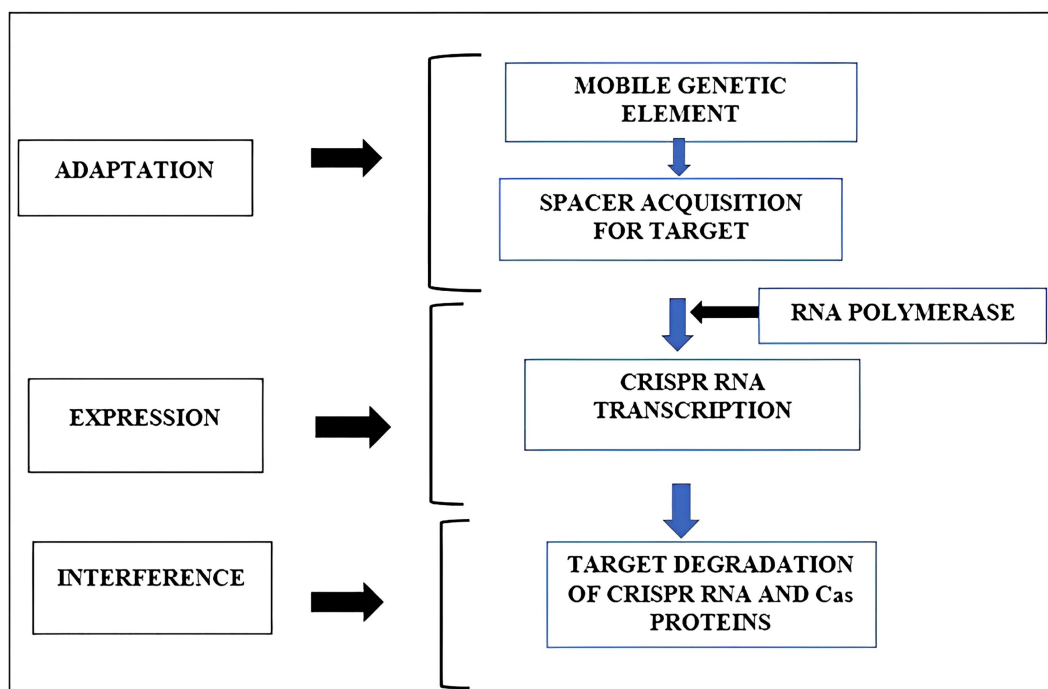 MOBILE GENETIC
ELEMENT
ADAPTATION
SPACER ACQUISITION
FOR TARGET
RNA POLYMERASE
CRISPR RNA
TRANSCRIPTION
EXPRESSION
INTERFERENCE
TARGET DEGRADATION
OF CRISPR RNA AND Cas
PROTEINS